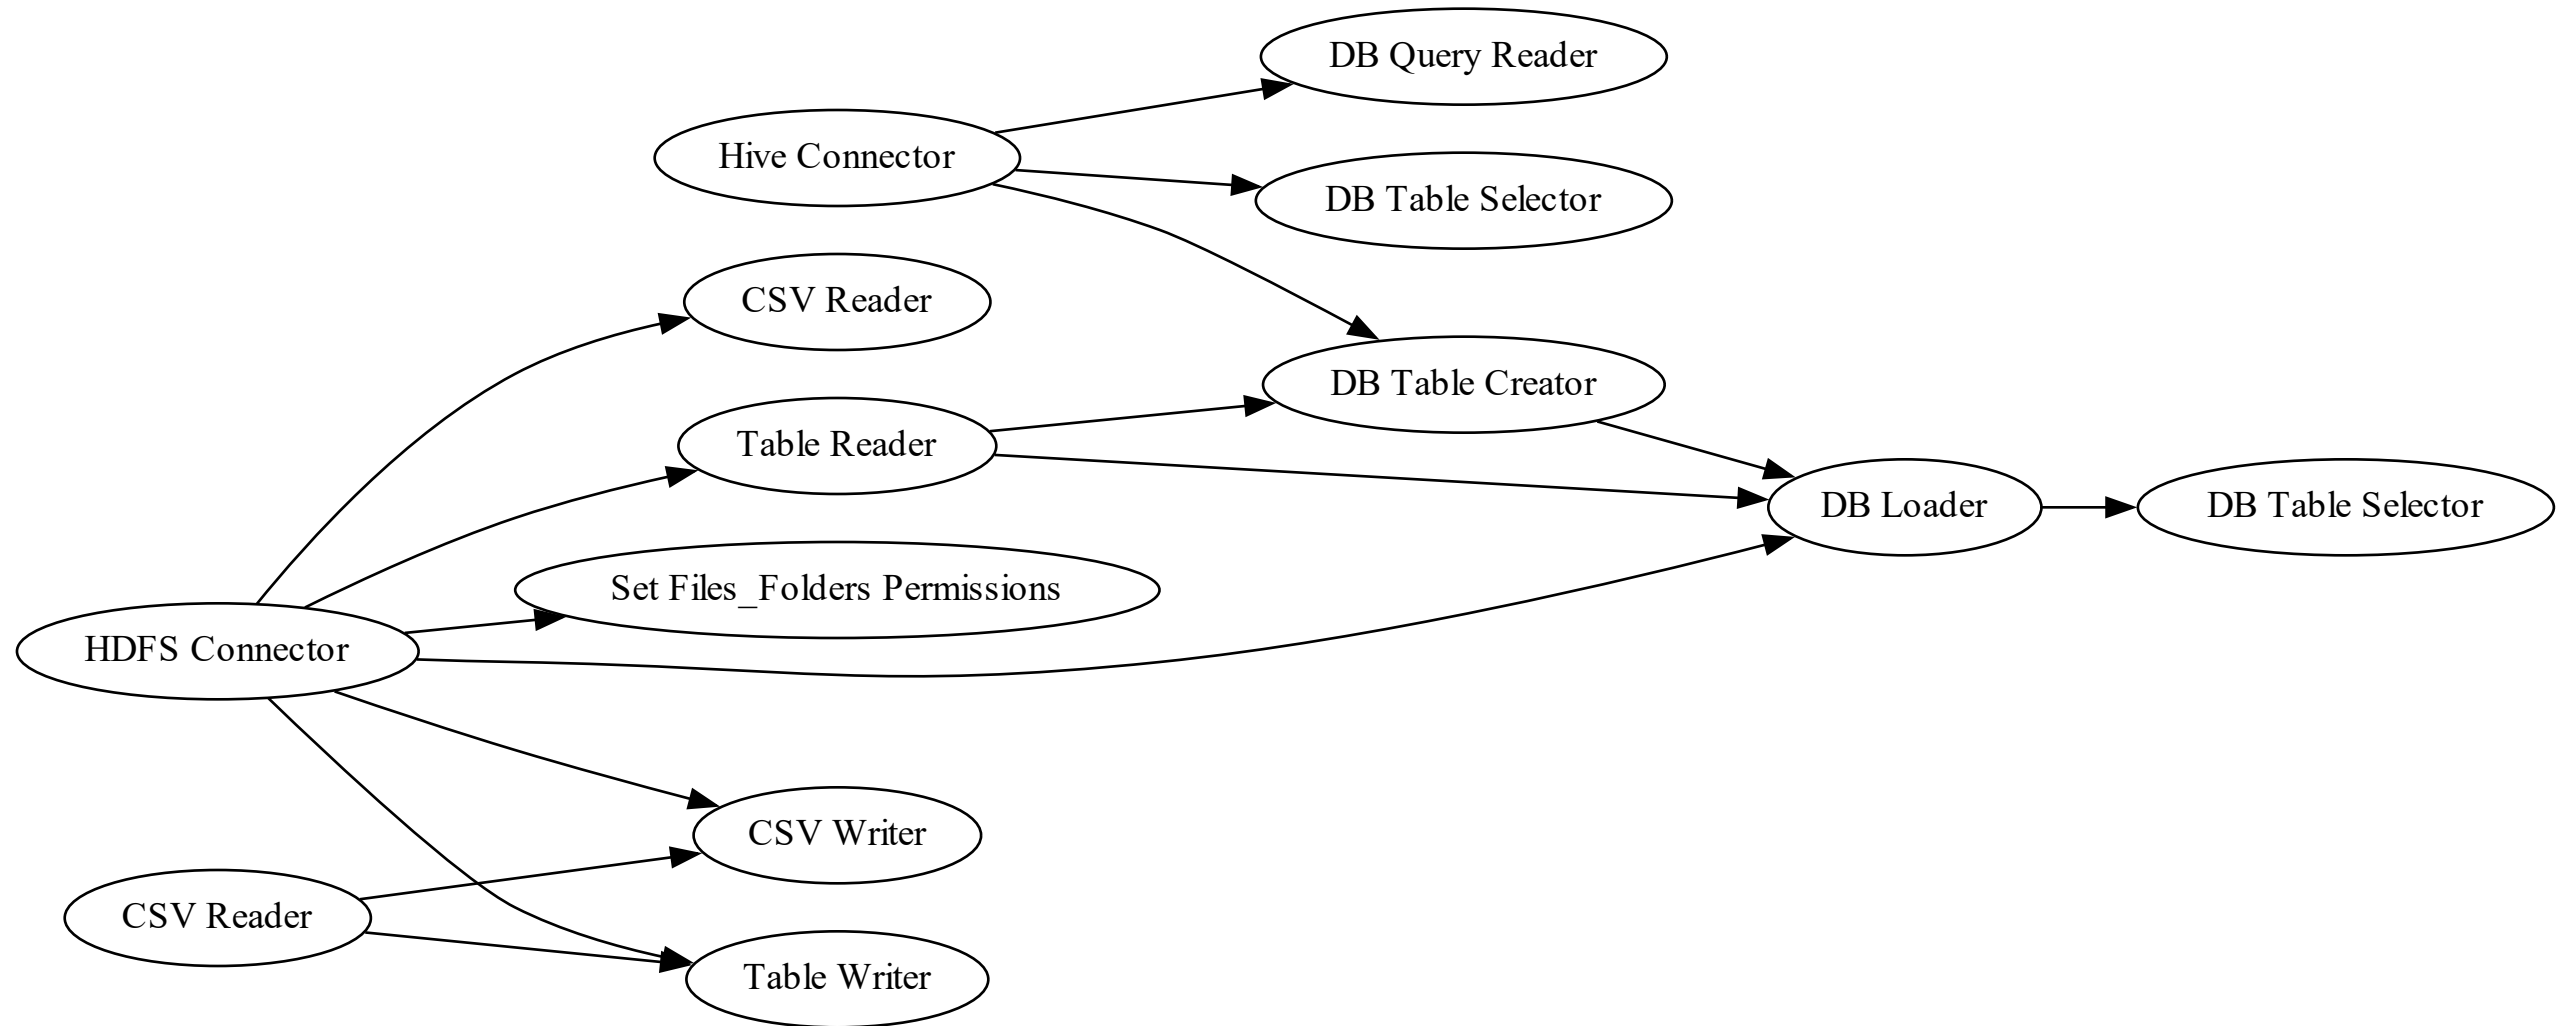 DB Query Reader
Hive Connector
DB Table Selector
CSV Reader
DB Table Creator
Table Reader
DB Loader
DB Table Selector
Set Files_Folders Permissions
HDFS Connector
CSV Writer
CSV Reader
Table Writer